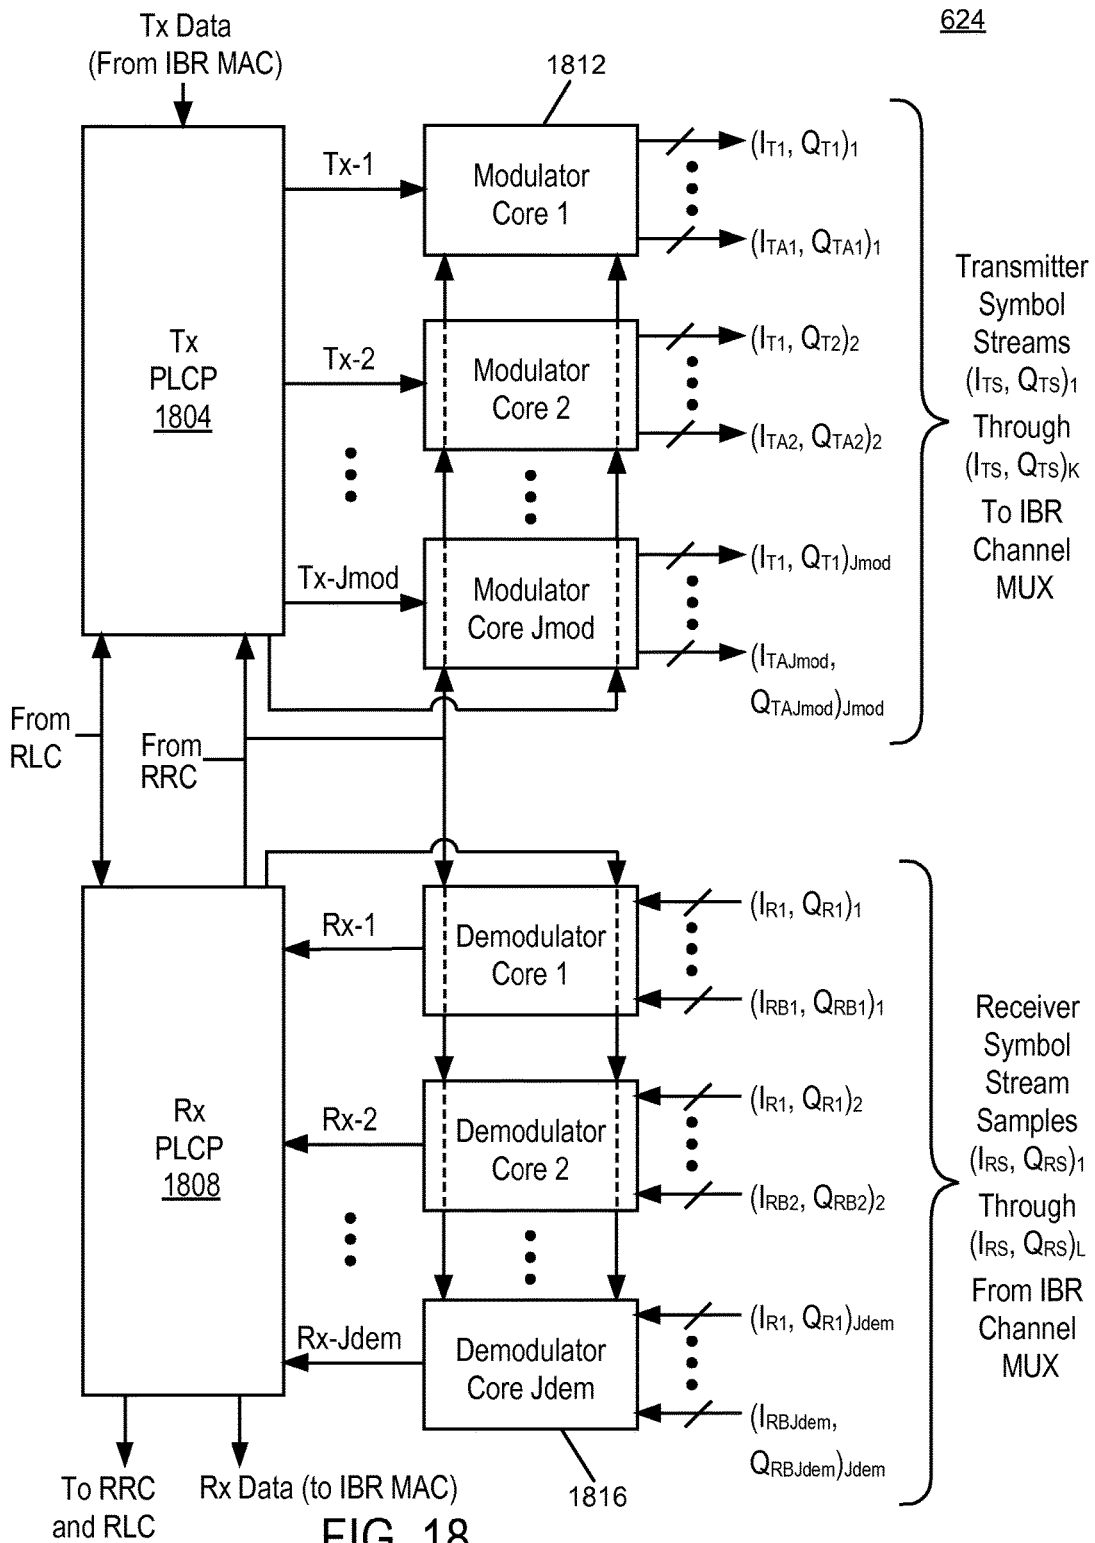 624
Tx Data
(From IBR MAC)
1812
Tx
PLCP
1804
Tx-1
Tx-2
Tx-Jmod
Modulator
Core 1
Modulator
Core 2
Modulator
Core Jmod
(IT1, QT1)1
(ITA1, QTA1)1
(IT1, QT2)2
(ITA2, QTA2)2
(IT1, QT1)Jmod
(ITAJmod,
QTAJmod)Jmod
Transmitter
Symbol
Streams
(ITS, QTS)1
Through
(ITS, QTS)K
To IBR
Channel
MUX
From
RLC
From
RRC
Rx
PLCP
1808
Rx-1
Rx-2
Rx-Jdem
Demodulator
Core 1
Demodulator
Core 2
Demodulator
Core Jdem
(IR1, QR1)1
(IRB1, QRB1)1
(IR1, QR1)2
(IRB2, QRB2)2
(IR1, QR1)Jdem
(IRBJdem,
QRBJdem)Jdem
Receiver
Symbol
Stream
Samples
(IRS, QRS)1
Through
(IRS, QRS)L
From IBR
Channel
MUX
To RRC
and RLC
Rx Data (to IBR MAC)
1816
FIG. 18